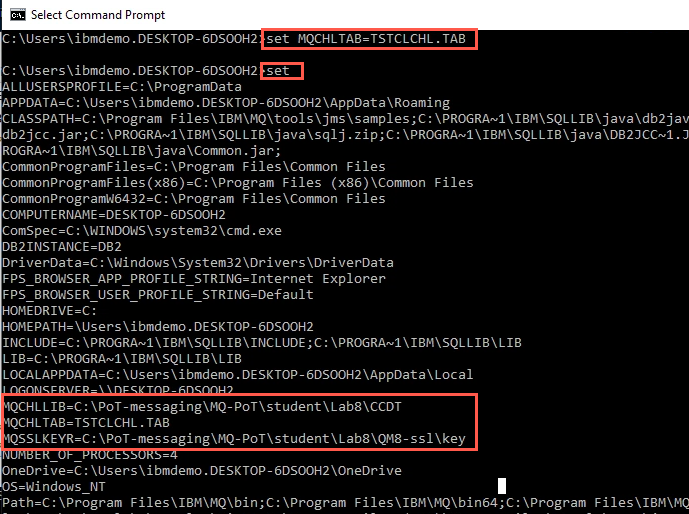 Select Command Prompt
C:\Users\ibmdemo.DESKTOP-6DSOOH2>set MQCHLTAB=TSTCLCHL.TAB
C:\Users\ibmdemo.DESKTOP-6DSOOH2>set
ALLUSERSPROFILE=C:\ProgramData
APPDATA=C:\Users\ibmdemo.DESKTOP-6DSOOH2\AppData\Roaming
CLASSPATH=C:\Program Files\IBM\MQ\tools\jms\samples;C:\PROGRA~1\IBM\SQLLIB\java\db2jav
db2jcc.jar;C:\PROGRA~1\IBM\SQLLIB\java\sqlj.zip;C:\PROGRA~1\IBM\SQLLIB\java\DB2JCC~1.J
ROGRA~1\IBM\SQLLIB\java\Common.jar;
CommonProgramFiles=C:\Program Files\Common Files
CommonProgramFiles(x86)=C:\Program Files (x86)\Common Files
CommonProgramW6432=C:\Program Files\Common Files
COMPUTERNAME=DESKTOP-6DSOOH2
ComSpec=C:\WINDOWS\system32\cmd.exe
DB2INSTANCE=DB2
DriverData=C:\Windows\System32\Drivers\DriverData
FPS_BROWSER_APP_PROFILE_STRING=Internet Explorer
FPS_BROWSER_USER_PROFILE_STRING=Default
HOMEDRIVE=C:
HOMEPATH=\Users\ibmdemo.DESKTOP-6DSOOH2
INCLUDE=C:\PROGRA~1\IBM\SQLLIB\INCLUDE;C:\PROGRA~1\IBM\SQLLIB\LIB
LIB=C:\PROGRA~1\IBM\SQLLIB\LIB
LOCALAPPDATA=C:\Users\ibmdemo.DESKTOP-6DSOOH2\AppData\Local
LOGONSERVER=\\DESKTOP-6DSOOH2
MQCHLLIB=C:\PoT-messaging\MQ-PoT\student\Lab8\CCDT
MQCHLTAB=TSTCLCHL.TAB
MQSSLKEYR=C:\PoT-messaging\MQ-PoT\student\Lab8\QM8-ssl\key
NUMBER_OF_PROCESSORS=4
OneDrive=C:\Users\ibmdemo.DESKTOP-6DSOOH2\OneDrive
OS=Windows_NT
Path=C:\Program Files\IBM\MQ\bin;C:\Program Files\IBM\MQ\bin64;C:\Program Files\IBM\MQ